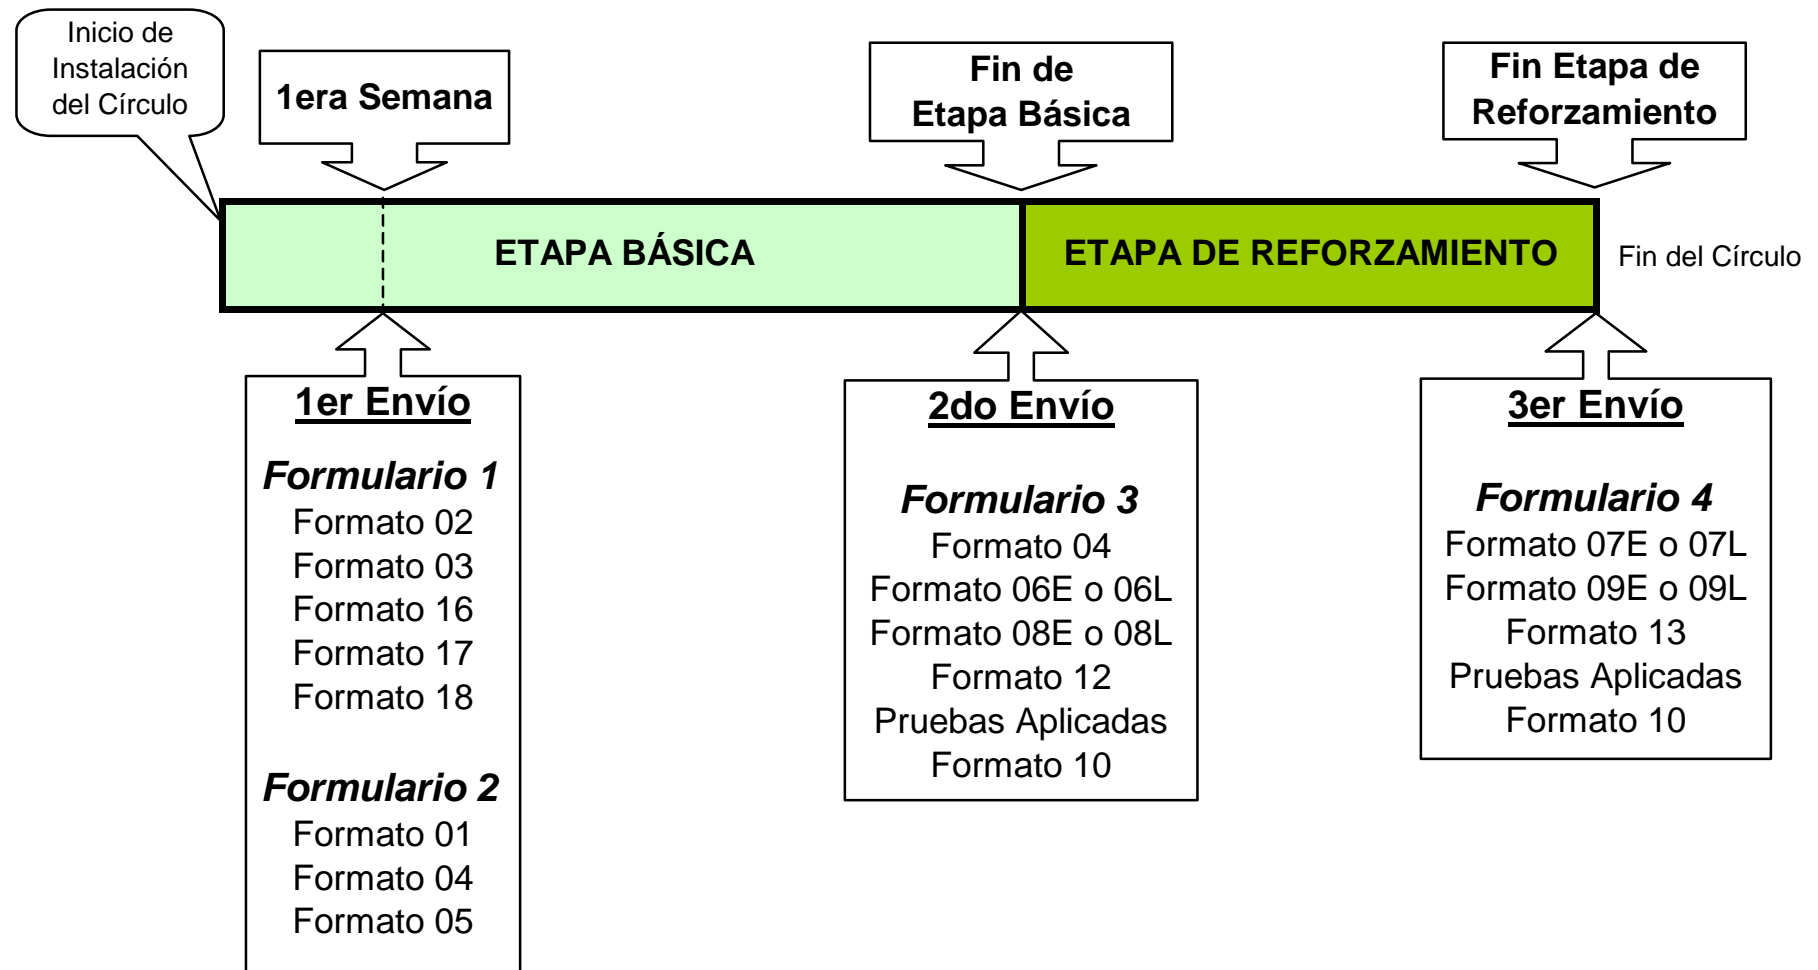 Inicio de
Instalación
del Círculo
1era Semana
Fin de
Etapa Básica
Fin Etapa de
Reforzamiento
ETAPA BÁSICA
ETAPA DE REFORZAMIENTO
Fin del Círculo
1er Envío
Formulario 1
Formato 02
Formato 03
Formato 16
Formato 17
Formato 18
Formulario 2
Formato 01
Formato 04
Formato 05
2do Envío
Formulario 3
Formato 04
Formato 06E o 06L
Formato 08E o 08L
Formato 12
Pruebas Aplicadas
Formato 10
3er Envío
Formulario 4
Formato 07E o 07L
Formato 09E o 09L
Formato 13
Pruebas Aplicadas
Formato 10